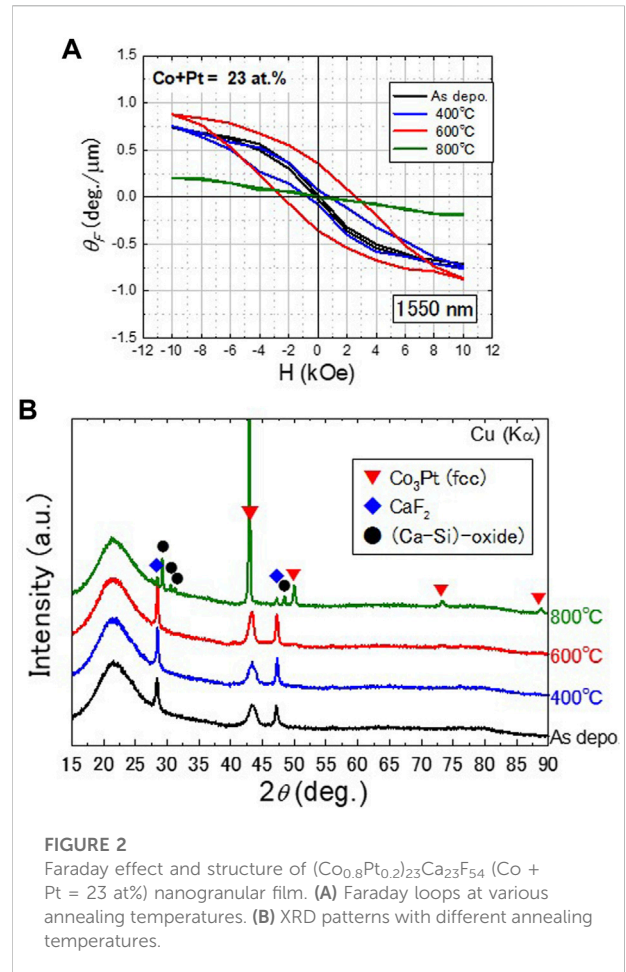 A
Co+Pt = 23 at.%
As depo.
400℃
600℃
800℃
1.5
1.0
0.5
0.0
-0.5
-1.0
-1.5
θF (deg./μm)
1550 nm
-12 -10 -8 -6 -4 -2 0 2 4 6 8 10 12
H (kOe)
B
Cu (Kα)
Co₃Pt (fcc)
CaF₂
(Ca-Si)-oxide
Intensity (a.u.)
800℃
600℃
400℃
As depo.
15 20 25 30 35 40 45 50 55 60 65 70 75 80 85 90
2θ (deg.)
FIGURE 2
Faraday effect and structure of (Co₀.₈Pt₀.₂)₂₃Ca₂₃F₅₄ (Co +
Pt = 23 at%) nanogranular film. (A) Faraday loops at various
annealing temperatures. (B) XRD patterns with different annealing
temperatures.